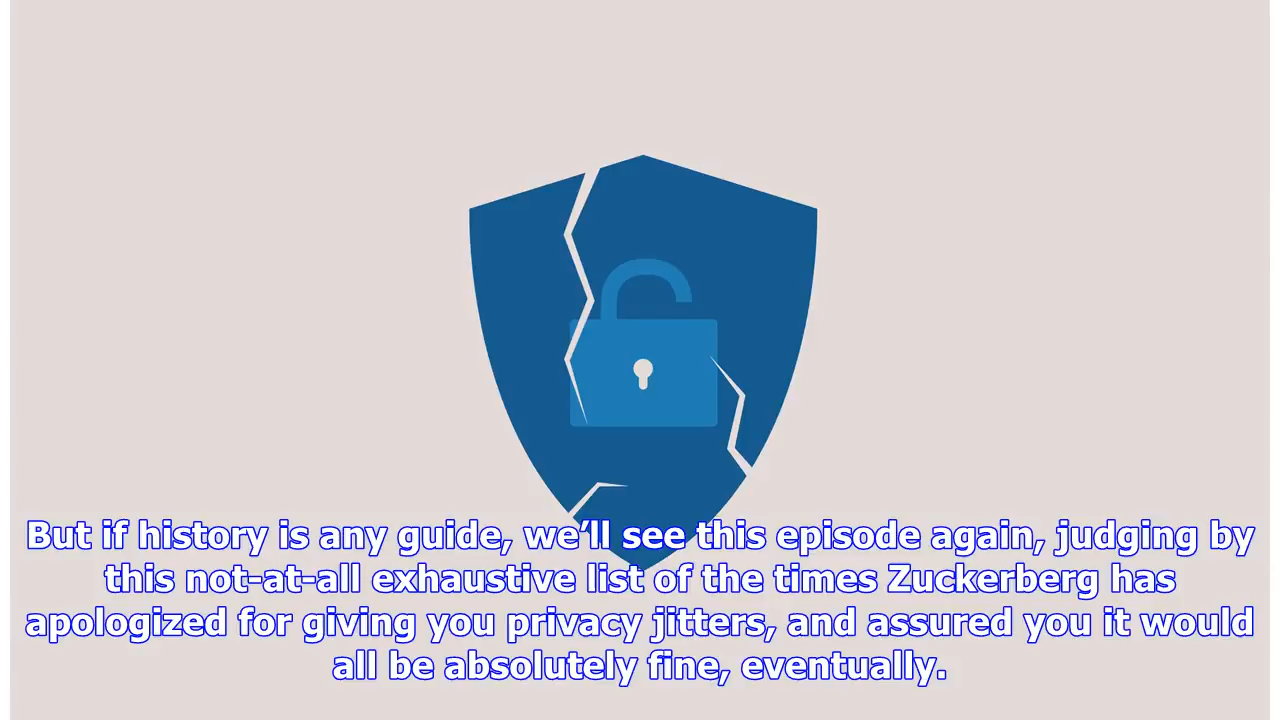 But if history is any guide, we’ll see this episode again, judging by
this not-at-all exhaustive list of the times Zuckerberg has
apologized for giving you privacy jitters, and assured you it would
all be absolutely fine, eventually.